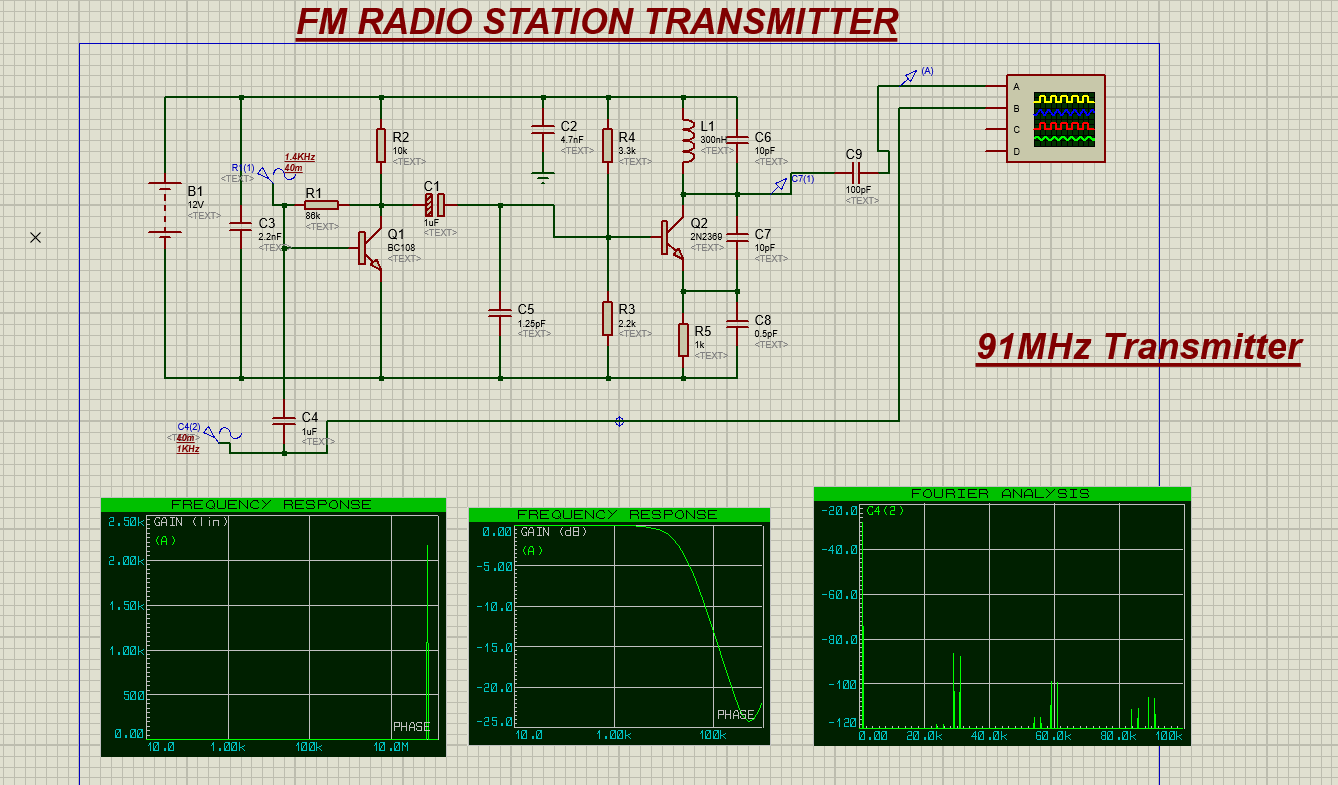 FM RADIO STATION TRANSMITTER
(A)
A
B
C
D
R2
10k
<TEXT>
C2
4.7nF
<TEXT>
R4
3.3k
<TEXT>
L1
300nH
<TEXT>
C6
10pF
<TEXT>
C9
100pF
<TEXT>
1.4KHz
40m
R1(1)
<TEXT>
B1
12V
<TEXT>
R1
86k
<TEXT>
C1
1uF
<TEXT>
C7(1)
C3
2.2nF
<TEXT>
Q1
BC108
<TEXT>
Q2
2N2369
<TEXT>
C7
10pF
<TEXT>
C5
1.25pF
<TEXT>
R3
2.2k
<TEXT>
R5
1k
<TEXT>
C8
0.5pF
<TEXT>
91MHz Transmitter
C4
1uF
<TEXT>
C4(2)
<TEXT>
40m
1KHz
FREQUENCY RESPONSE
GAIN (lin)
(A)
2.50k
2.00k
1.50k
1.00k
500
0.00
PHASE
10.0 1.00k 100k 10.0M
FREQUENCY RESPONSE
GAIN (dB)
(A)
0.00
-5.00
-10.0
-15.0
-20.0
-25.0
PHASE
10.0 1.00k 100k
FOURIER ANALYSIS
C4(2)
-20.0
-40.0
-60.0
-80.0
-100
-120
0.00 20.0k 40.0k 60.0k 80.0k 100k